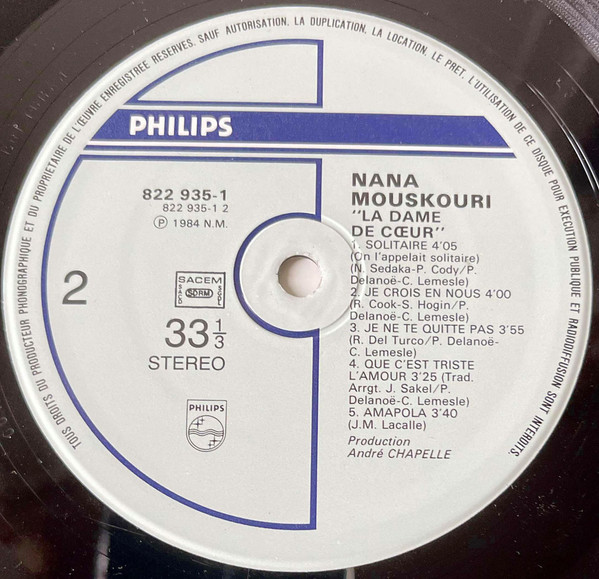 TOUS DROITS DU PRODUCTEUR PHONOGRAPHIQUE ET DU PROPRIETAIRE DE L'ŒUVRE ENREGISTREE RESERVES. SAUF AUTORISATION. LA DUPLICATION, LA LOCATION, LE PRET, L'UTILISATION DE CE DISQUE POUR EXECUTION PUBLIQUE ET RADIODIFFUSION SONT INTERDITS.
PHILIPS
822 935-1
822 935-1 2
Ⓟ 1984 N.M.
2
SACEM
SDRM
33 1/3
STEREO
PHILIPS
NANA
MOUSKOURI
"LA DAME
DE CŒUR"
1. SOLITAIRE 4'05
(On l'appelait solitaire)
(N. Sedaka-P. Cody/P.
Delanoë-C. Lemesle)
2. JE CROIS EN NOUS 4'00
(R. Cook-S. Hogin/P.
Delanoë-C. Lemesle)
3. JE NE TE QUITTE PAS 3'55
(R. Del Turco/P. Delanoë-
C. Lemesle)
4. QUE C'EST TRISTE
L'AMOUR 3'25 (Trad.
Arrgt. J. Sakel/P.
Delanoë-C. Lemesle)
5. AMAPOLA 3'40
(J.M. Lacalle)
Production
André CHAPELLE